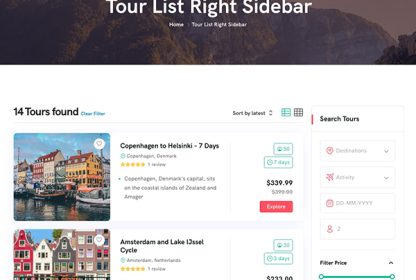 Tour List Right Sidebar
Home Tour List Right Sidebar
14 Tours found Clear Filter
Sort by latest
Search Tours
Copenhagen to Helsinki - 7 Days
50
Copenhagen, Denmark
7 days
1 review
Copenhagen, Denmark's capital, sits
on the coastal islands of Zealand and
Amager
$339.99
$399.00
Explore
Destinations
Activity
DD-MM-YYYY
2
Amsterdam and Lake IJssel
Cycle
30
Amsterdam, Netherlands
3 days
1 review
$233.00
Filter Price